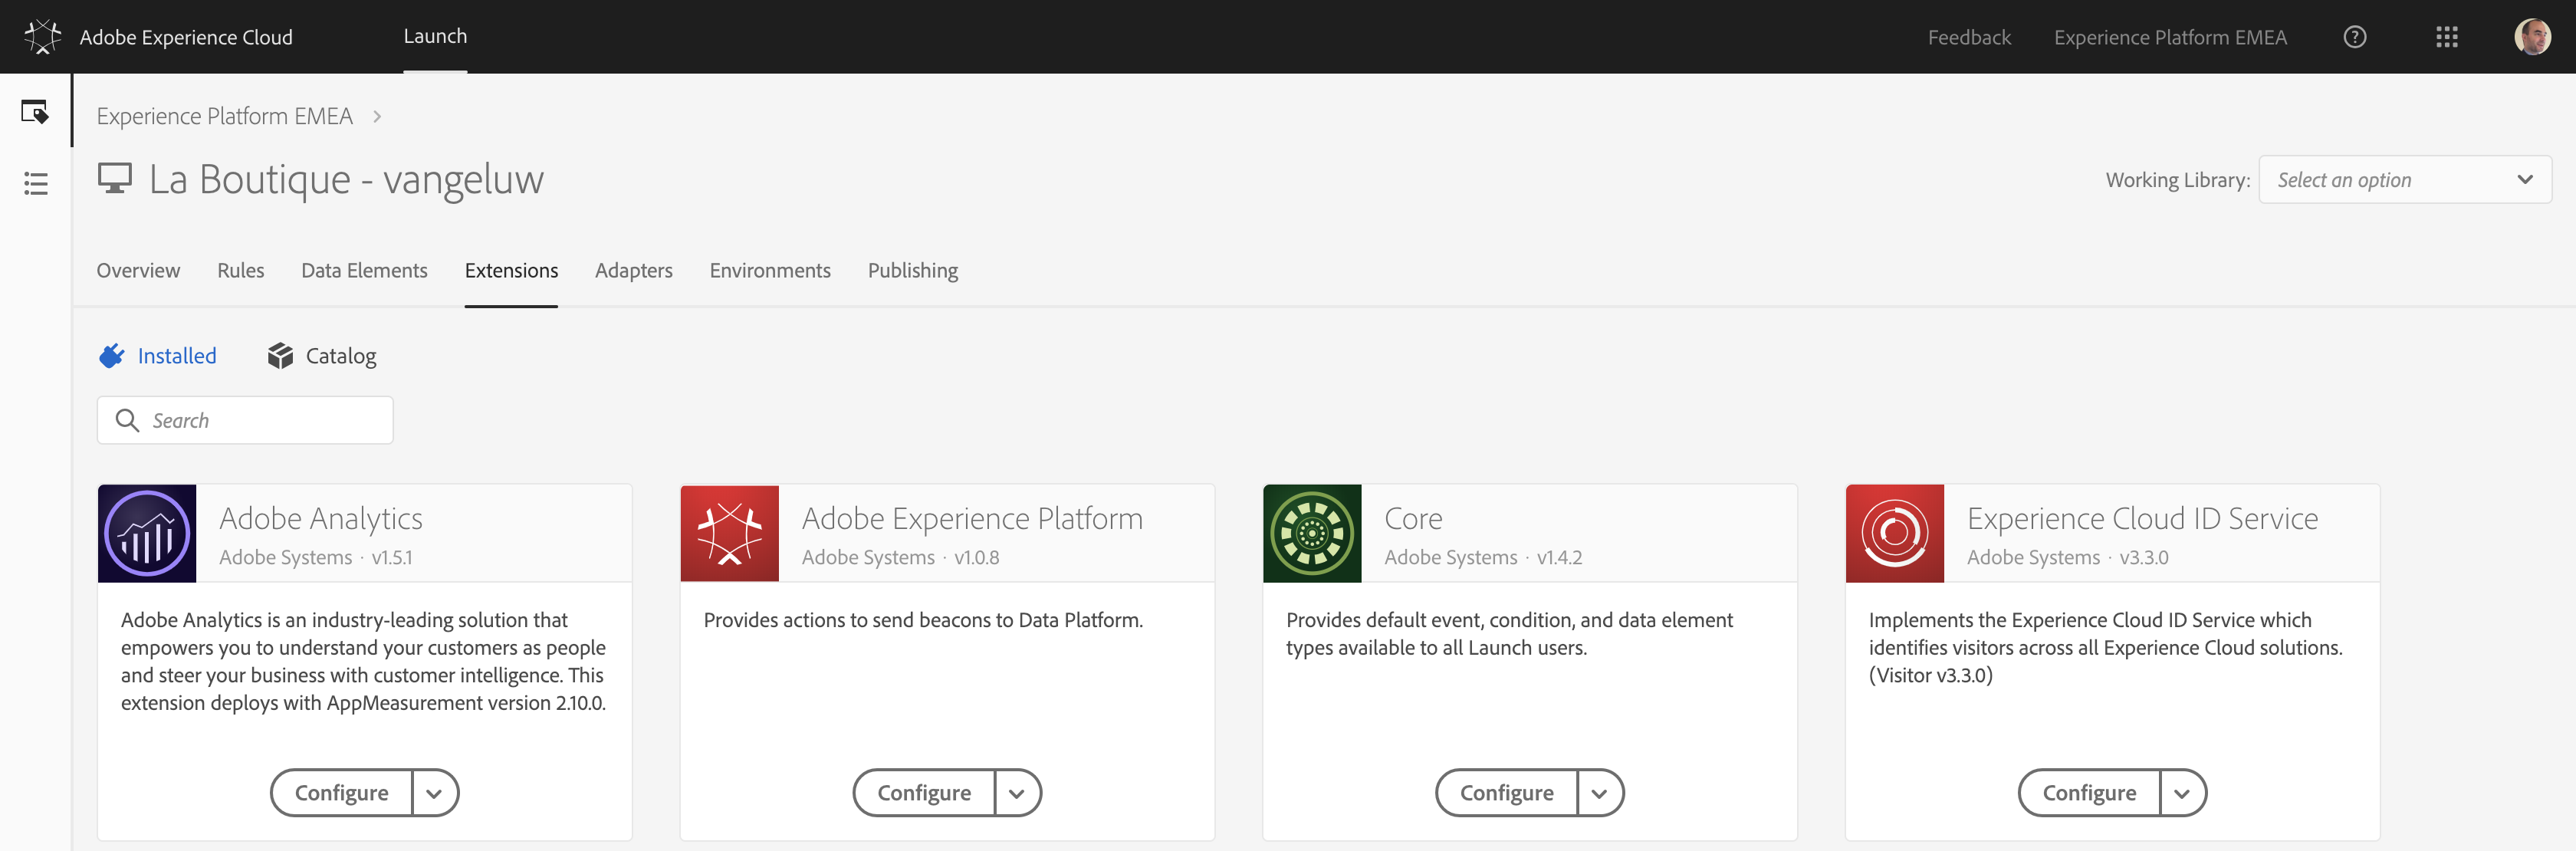 Adobe Experience Cloud
Launch
Feedback
Experience Platform EMEA
Experience Platform EMEA
La Boutique - vangeluw
Working Library:
Select an option
Overview
Rules
Data Elements
Extensions
Adapters
Environments
Publishing
Installed
Catalog
Search
Adobe Analytics
Adobe Systems · v1.5.1
Adobe Analytics is an industry-leading solution that
empowers you to understand your customers as people
and steer your business with customer intelligence. This
extension deploys with AppMeasurement version 2.10.0.
Configure
Adobe Experience Platform
Adobe Systems · v1.0.8
Provides actions to send beacons to Data Platform.
Configure
Core
Adobe Systems · v1.4.2
Provides default event, condition, and data element
types available to all Launch users.
Configure
Experience Cloud ID Service
Adobe Systems · v3.3.0
Implements the Experience Cloud ID Service which
identifies visitors across all Experience Cloud solutions.
(Visitor v3.3.0)
Configure